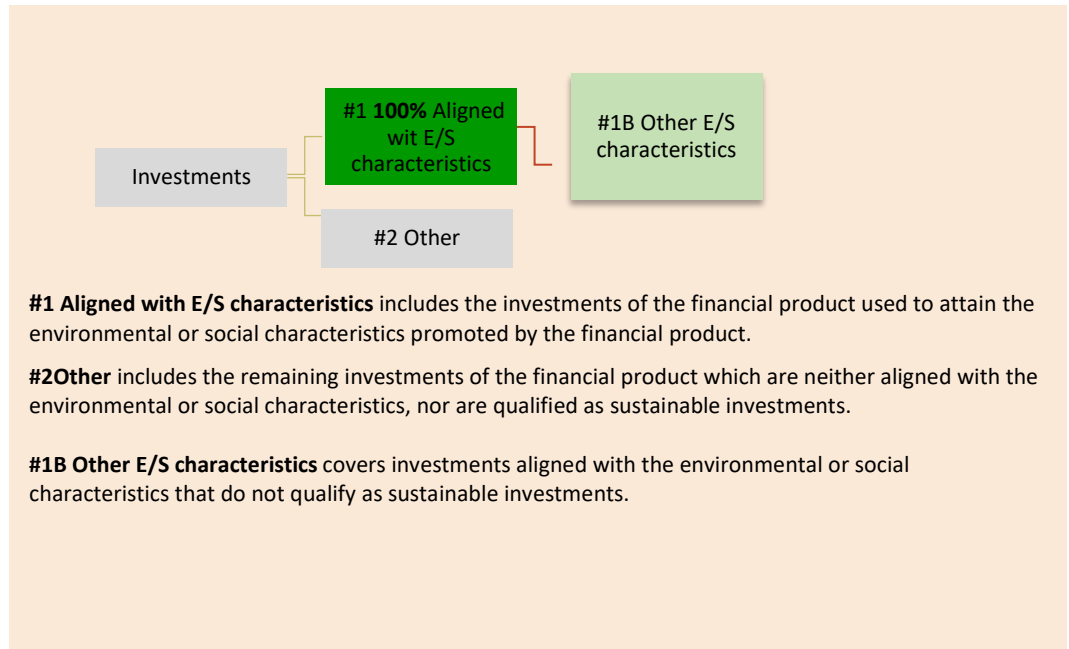 #1 100% Aligned
wit E/S
characteristics
#1B Other E/S
characteristics
Investments
#2 Other
#1 Aligned with E/S characteristics includes the investments of the financial product used to attain the
environmental or social characteristics promoted by the financial product.
#2Other includes the remaining investments of the financial product which are neither aligned with the
environmental or social characteristics, nor are qualified as sustainable investments.
#1B Other E/S characteristics covers investments aligned with the environmental or social
characteristics that do not qualify as sustainable investments.